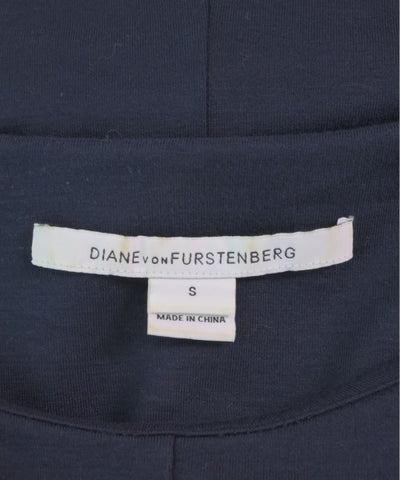 DIANE VON FURSTENBERG
S
MADE IN CHINA